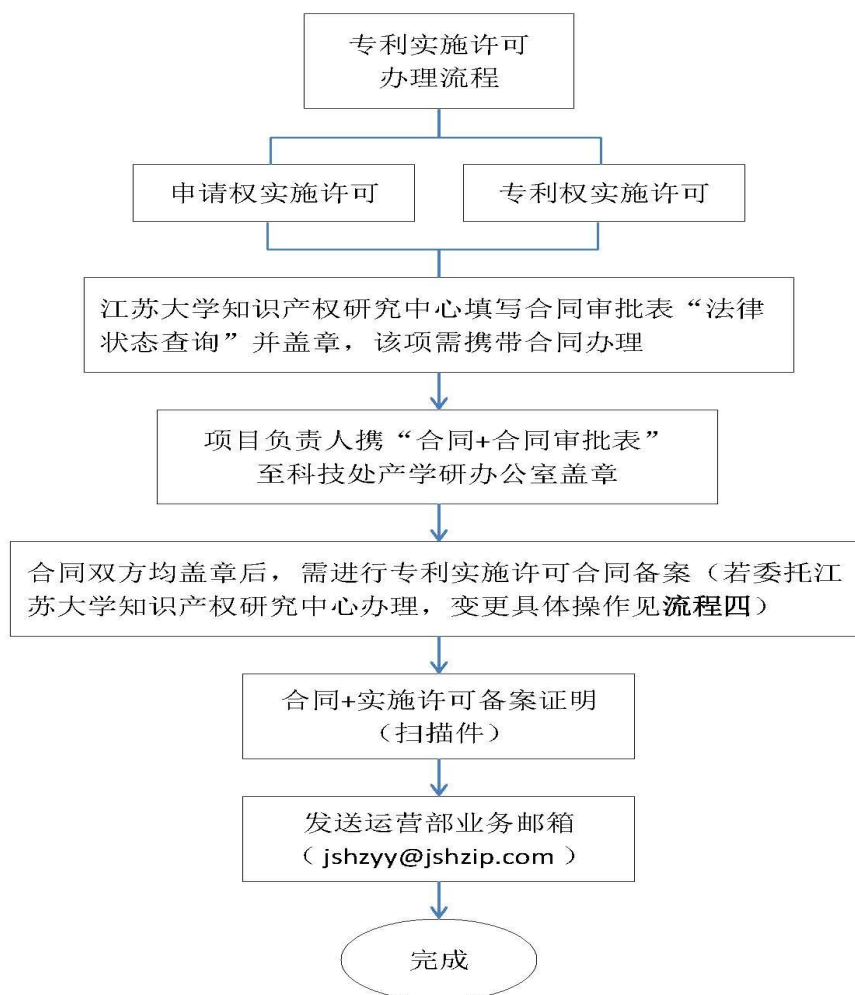 专利实施许可
办理流程
申请权实施许可
专利权实施许可
江苏大学知识产权研究中心填写合同审批表“法律
状态查询”并盖章，该项需携带合同办理
项目负责人携“合同+合同审批表”
至科技处产学研办公室盖章
合同双方均盖章后，需进行专利实施许可合同备案（若委托江
苏大学知识产权研究中心办理，变更具体操作见流程四）
合同+实施许可备案证明
（扫描件）
发送运营部业务邮箱
（ jshzyy@jshzip.com ）
完成